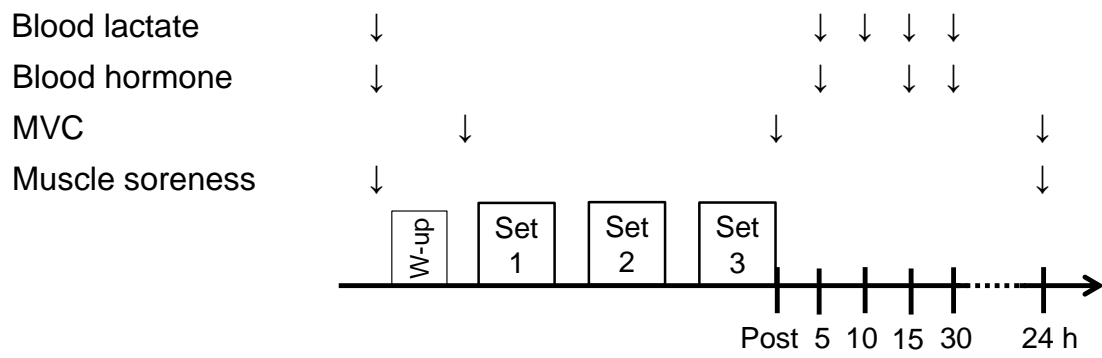 Blood lactate ↓ ↓ ↓ ↓ ↓
Blood hormone ↓ ↓ ↓ ↓
MVC ↓ ↓ ↓
Muscle soreness ↓ ↓
W-up
Set
1
Set
2
Set
3
Post 5 10 15 30 24 h